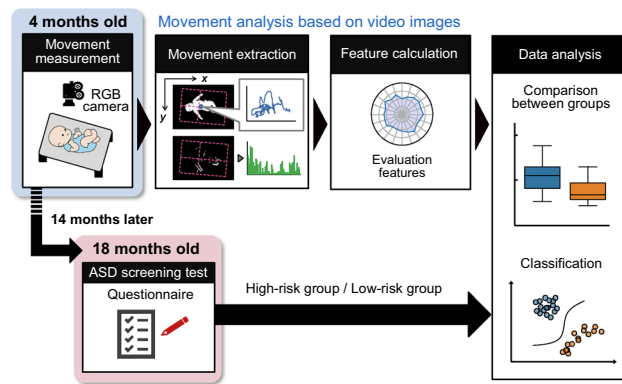 4 months old
Movement analysis based on video images
Movement
measurement
RGB
camera
Movement extraction
x
y
Feature calculation
Evaluation
features
Data analysis
Comparison
between groups
14 months later
18 months old
ASD screening test
Questionnaire
High-risk group / Low-risk group
Classification